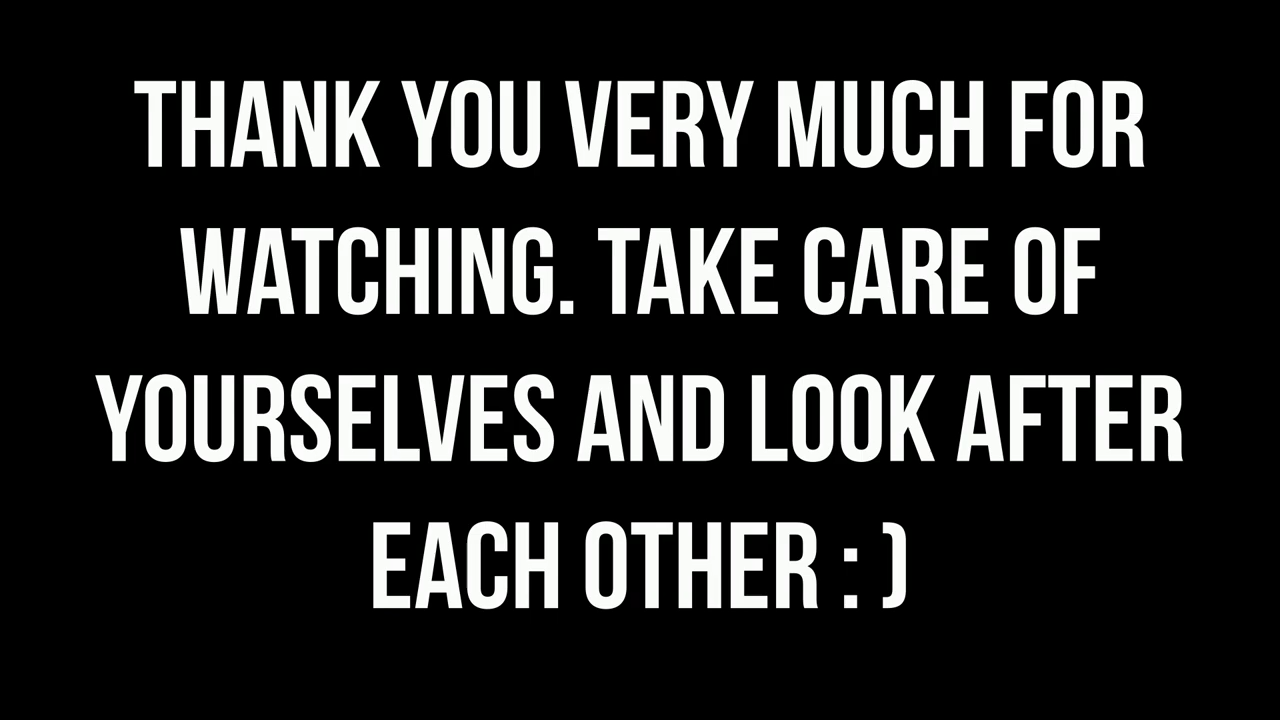 THANK YOU VERY MUCH FOR
WATCHING. TAKE CARE OF
YOURSELVES AND LOOK AFTER
EACH OTHER : )